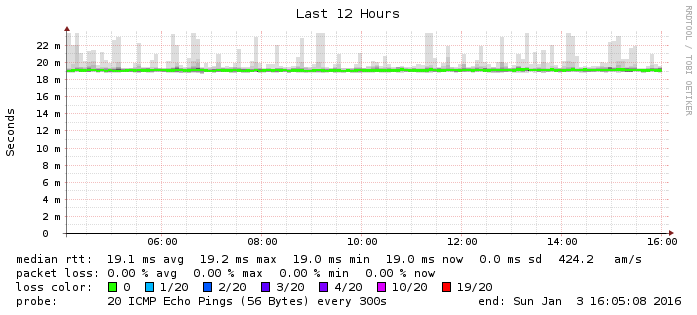 Last 12 Hours
RRDTOOL / TOBI OETIKER
Seconds
22 m
20 m
18 m
16 m
14 m
12 m
10 m
8 m
6 m
4 m
2 m
0
06:00 08:00 10:00 12:00 14:00 16:00
median rtt: 19.1 ms avg 19.2 ms max 19.0 ms min 19.0 ms now 0.0 ms sd 424.2 am/s
packet loss: 0.00 % avg 0.00 % max 0.00 % min 0.00 % now
loss color: 0 1/20 2/20 3/20 4/20 10/20 19/20
probe: 20 ICMP Echo Pings (56 Bytes) every 300s end: Sun Jan 3 16:05:08 2016